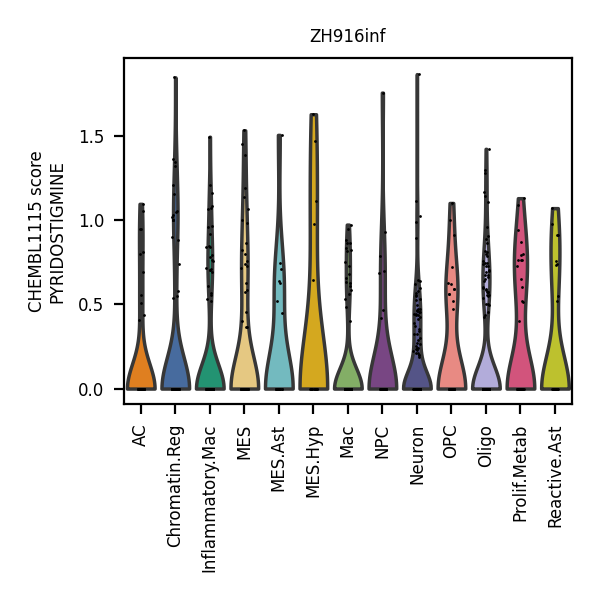 ZH916inf
CHEMBL1115 score
PYRIDOSTIGMINE
1.5
1.0
0.5
0.0
AC
Chromatin.Reg
Inflammatory.Mac
MES
MES.Ast
MES.Hyp
Mac
NPC
Neuron
OPC
Oligo
Prolif.Metab
Reactive.Ast